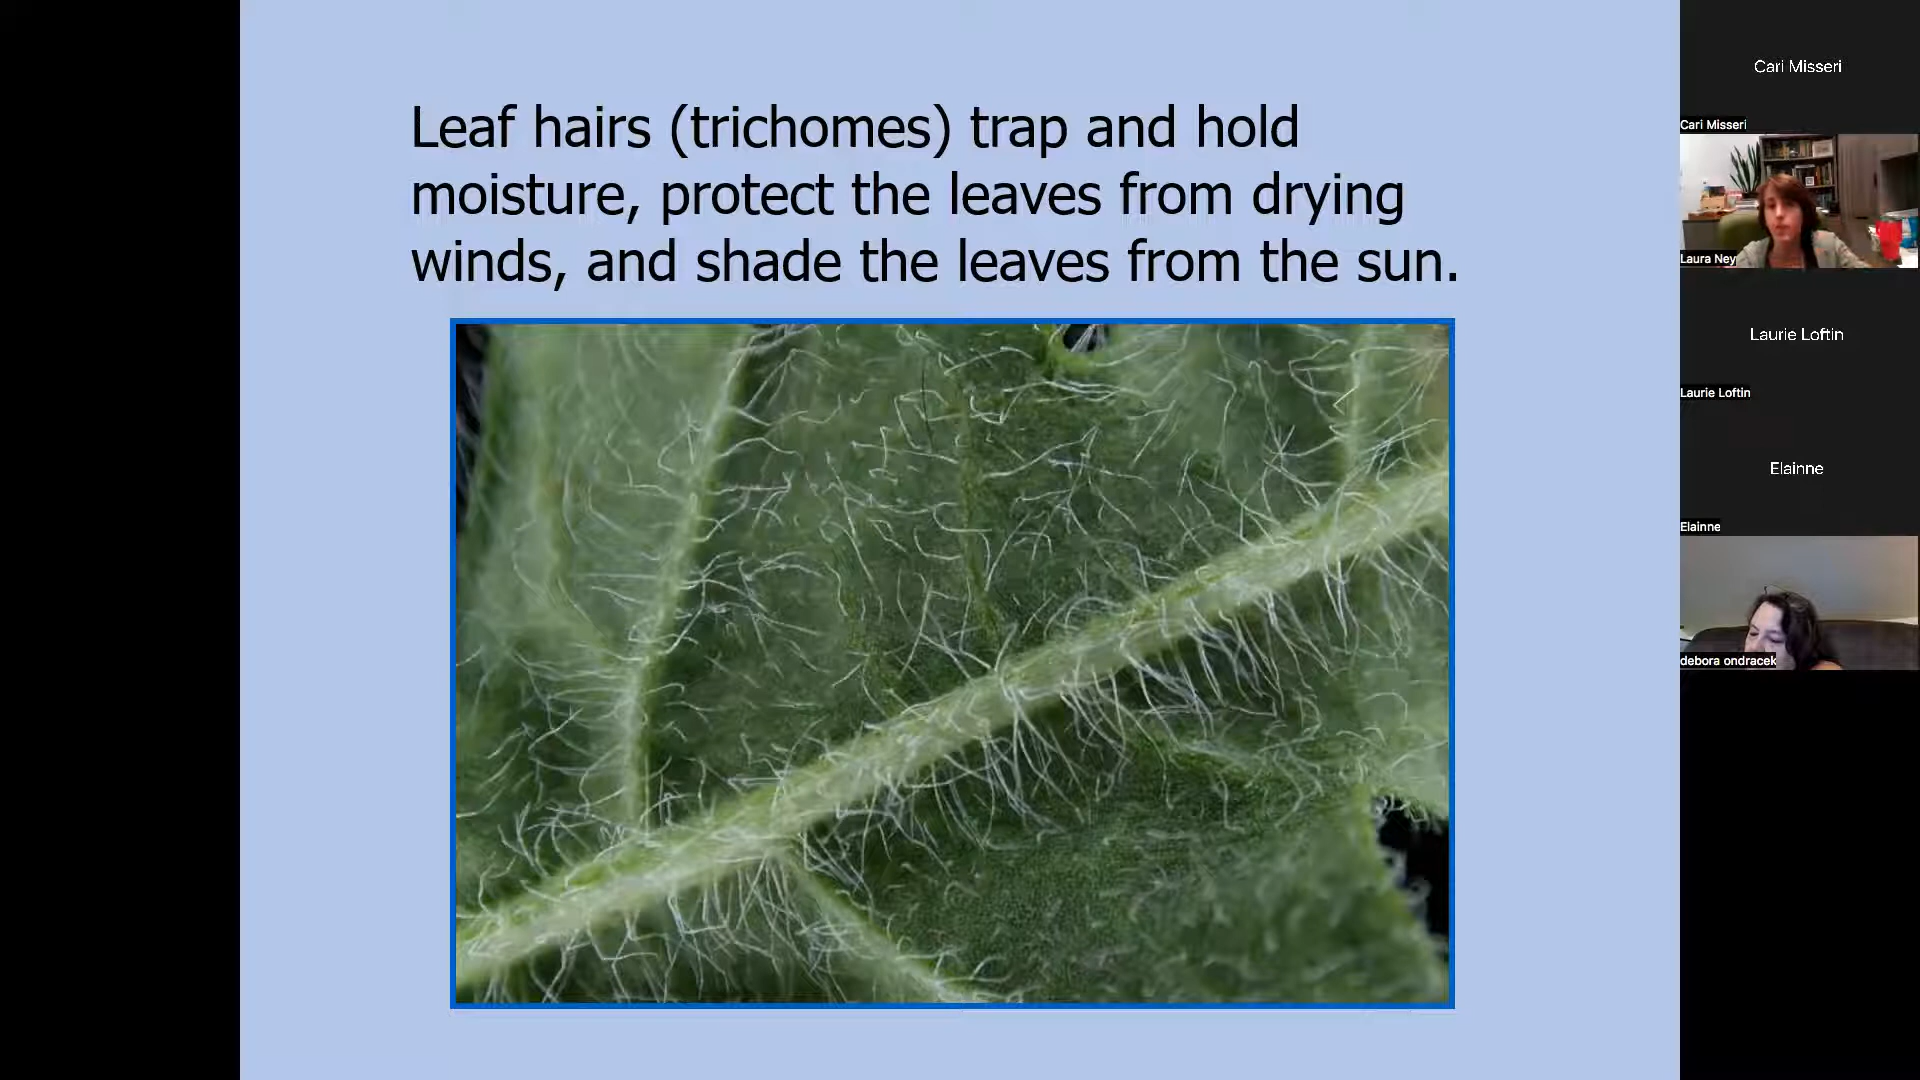 Leaf hairs (trichomes) trap and hold
moisture, protect the leaves from drying
winds, and shade the leaves from the sun.
Cari Misseri
Cari Misseri
Laura Ney
Laurie Loftin
Laurie Loftin
Elainne
Elainne
debora ondracek